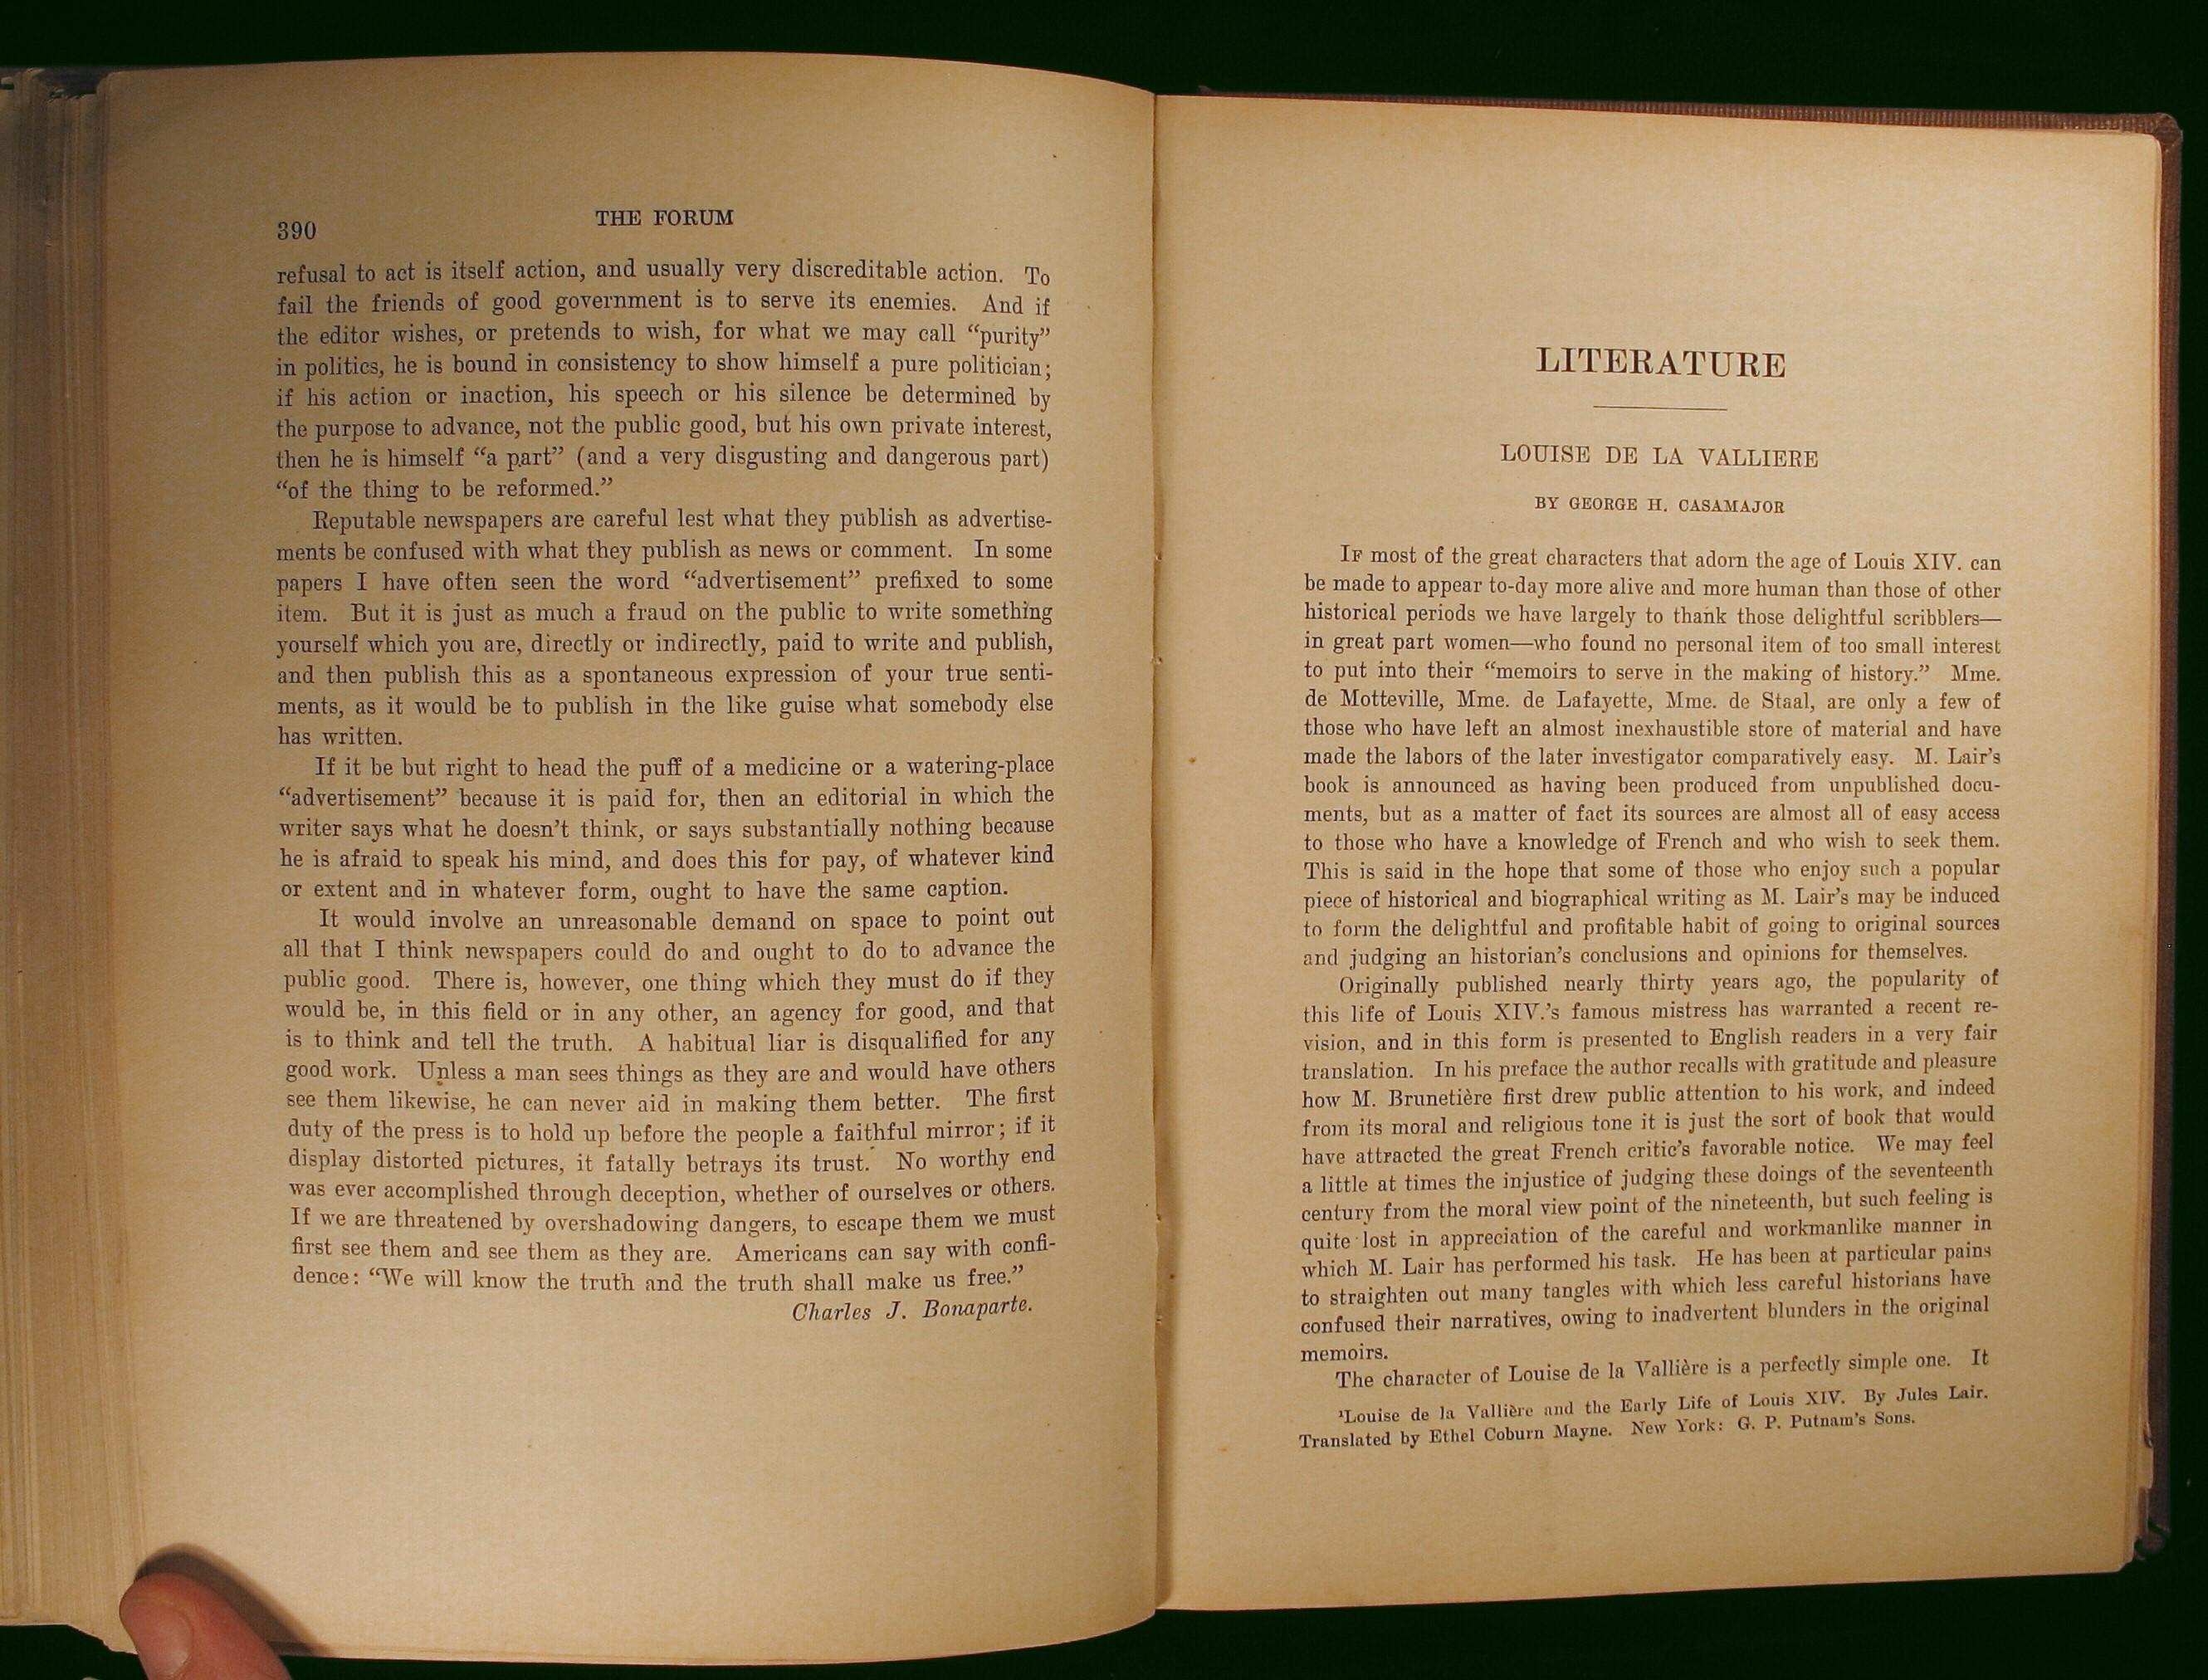 390
THE FORUM
refusal to act is itself action, and usually very discreditable action. To
fail the friends of good government is to serve its enemies. And if
the editor wishes, or pretends to wish, for what we may call “purity”
in politics, he is bound in consistency to show himself a pure politician;
if his action or inaction, his speech or his silence be determined by
the purpose to advance, not the public good, but his own private interest,
then he is himself “a part” (and a very disgusting and dangerous part)
“of the thing to be reformed.”
Reputable newspapers are careful lest what they publish as advertise-
ments be confused with what they publish as news or comment. In some
papers I have often seen the word “advertisement” prefixed to some
item. But it is just as much a fraud on the public to write something
yourself which you are, directly or indirectly, paid to write and publish,
and then publish this as a spontaneous expression of your true senti-
ments, as it would be to publish in the like guise what somebody else
has written.
If it be but right to head the puff of a medicine or a watering-place
“advertisement” because it is paid for, then an editorial in which the
writer says what he doesn’t think, or says substantially nothing because
he is afraid to speak his mind, and does this for pay, of whatever kind
or extent and in whatever form, ought to have the same caption.
It would involve an unreasonable demand on space to point out
all that I think newspapers could do and ought to do to advance the
public good. There is, however, one thing which they must do if they
would be, in this field or in any other, an agency for good, and that
is to think and tell the truth. A habitual liar is disqualified for any
good work. Unless a man sees things as they are and would have others
see them likewise, he can never aid in making them better. The first
duty of the press is to hold up before the people a faithful mirror; if it
display distorted pictures, it fatally betrays its trust. No worthy end
was ever accomplished through deception, whether of ourselves or others.
If we are threatened by overshadowing dangers, to escape them we must
first see them and see them as they are. Americans can say with confi-
dence: “We will know the truth and the truth shall make us free.”
Charles J. Bonaparte.
LITERATURE
LOUISE DE LA VALLIERE
BY GEORGE H. CASAMAJOR
IF most of the great characters that adorn the age of Louis XIV. can
be made to appear to-day more alive and more human than those of other
historical periods we have largely to thank those delightful scribblers—
in great part women—who found no personal item of too small interest
to put into their “memoirs to serve in the making of history.” Mme.
de Motteville, Mme. de Lafayette, Mme. de Staal, are only a few of
those who have left an almost inexhaustible store of material and have
made the labors of the later investigator comparatively easy. M. Lair’s
book is announced as having been produced from unpublished docu-
ments, but as a matter of fact its sources are almost all of easy access
to those who have a knowledge of French and who wish to seek them.
This is said in the hope that some of those who enjoy such a popular
piece of historical and biographical writing as M. Lair’s may be induced
to form the delightful and profitable habit of going to original sources
and judging an historian’s conclusions and opinions for themselves.
Originally published nearly thirty years ago, the popularity of
this life of Louis XIV.’s famous mistress has warranted a recent re-
vision, and in this form is presented to English readers in a very fair
translation. In his preface the author recalls with gratitude and pleasure
how M. Brunetière first drew public attention to his work, and indeed
from its moral and religious tone it is just the sort of book that would
have attracted the great French critic’s favorable notice. We may feel
a little at times the injustice of judging these doings of the seventeenth
century from the moral view point of the nineteenth, but such feeling is
quite lost in appreciation of the careful and workmanlike manner in
which M. Lair has performed his task. He has been at particular pains
to straighten out many tangles with which less careful historians have
confused their narratives, owing to inadvertent blunders in the original
memoirs.
The character of Louise de la Vallière is a perfectly simple one. It
¹Louise de la Vallière and the Early Life of Louis XIV. By Jules Lair.
Translated by Ethel Coburn Mayne. New York: G. P. Putnam’s Sons.